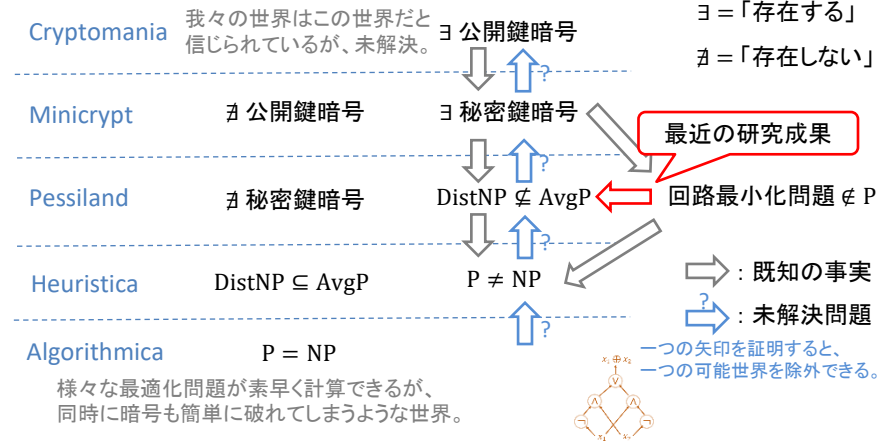 Cryptomania
我々の世界はこの世界だと
信じられているが、未解決。
∃ 公開鍵暗号
∃ =「存在する」
∄ =「存在しない」
?
Minicrypt
∄ 公開鍵暗号
∃ 秘密鍵暗号
最近の研究成果
?
Pessiland
∄ 秘密鍵暗号
DistNP ⊈ AvgP
回路最小化問題 ∉ P
?
Heuristica
DistNP ⊆ AvgP
P ≠ NP
: 既知の事実
?
: 未解決問題
?
Algorithmica
P = NP
一つの矢印を証明すると、
一つの可能世界を除外できる。
様々な最適化問題が素早く計算できるが、
同時に暗号も簡単に破れてしまうような世界。
x₁ ⊕ x₂
∨
∧ ∧
¬ ¬
x₁ x₂